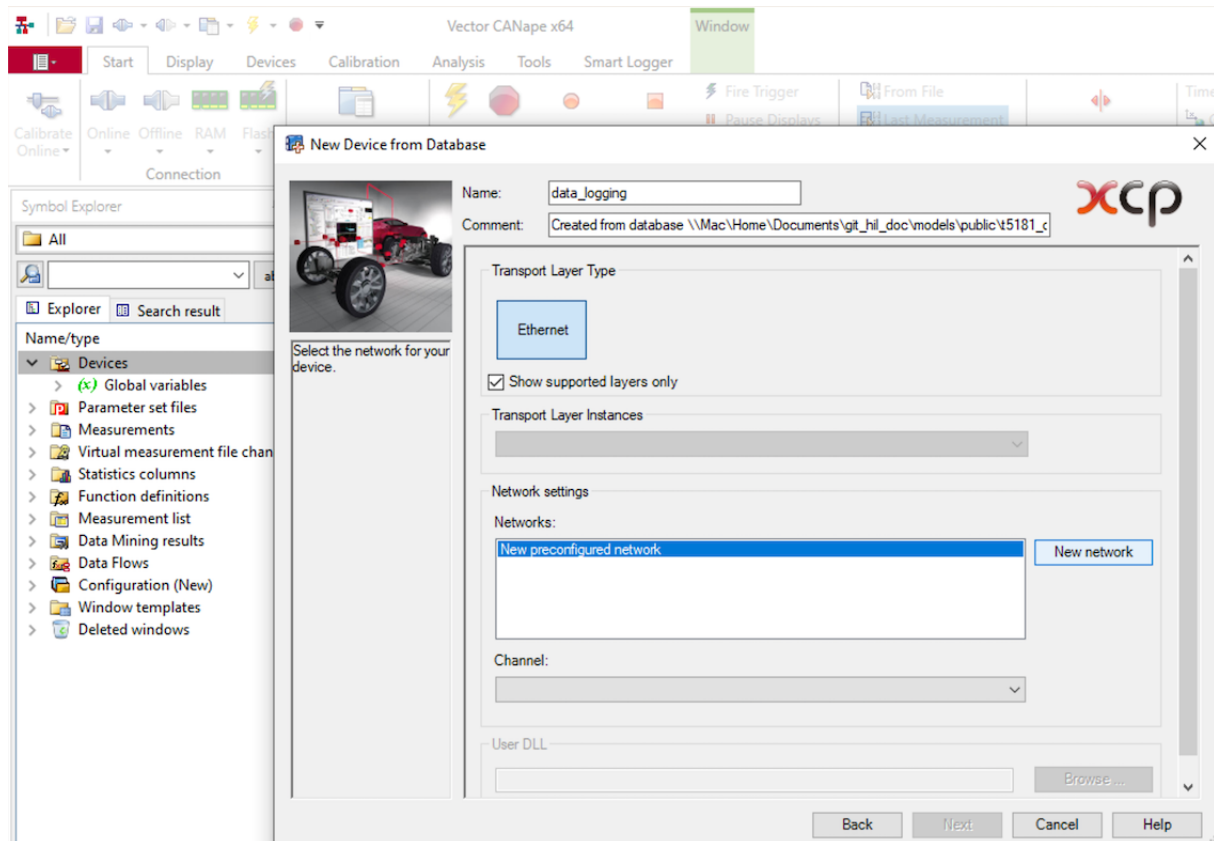 Vector CANape x64
Window
Start Display Devices Calibration Analysis Tools Smart Logger
Calibrate Online
Online Offline RAM Flash
Connection
Fire Trigger
Pause Displays
From File
Last Measurement
Time
Symbol Explorer
All
Explorer Search result
Name/type
Devices
(x) Global variables
Parameter set files
Measurements
Virtual measurement file chan
Statistics columns
Function definitions
Measurement list
Data Mining results
Data Flows
Configuration (New)
Window templates
Deleted windows
New Device from Database
Name: data_logging
Comment: Created from database \\Mac\Home\Documents\git_hil_doc\models\public\t5181_c
xcp
Select the network for your
device.
Transport Layer Type
Ethernet
Show supported layers only
Transport Layer Instances
Network settings
Networks:
New preconfigured network
New network
Channel:
User DLL
Browse ...
Back Next Cancel Help